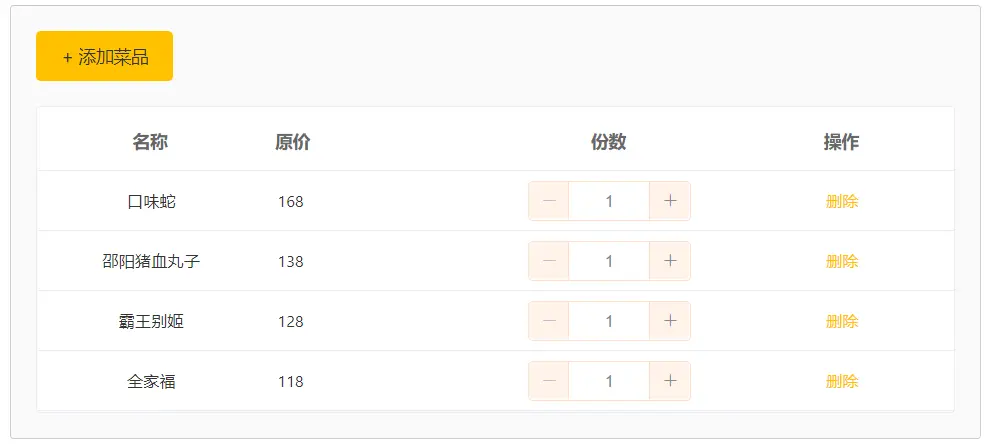 + 添加菜品
名称 原价 份数 操作
口味蛇 168 － 1 + 删除
邵阳猪血丸子 138 － 1 + 删除
霸王别姬 128 － 1 + 删除
全家福 118 － 1 + 删除